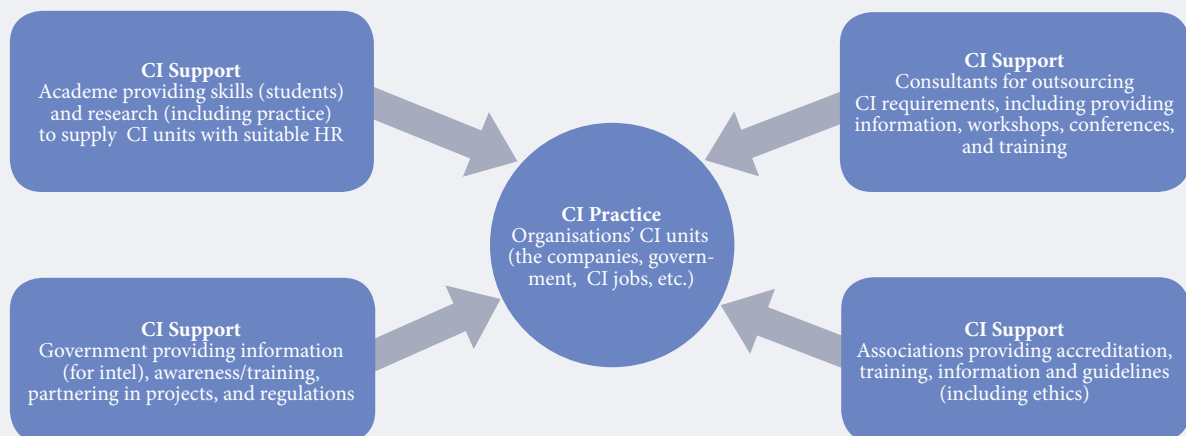 CI Support
Academe providing skills (students)
and research (including practice)
to supply CI units with suitable HR
CI Support
Consultants for outsourcing
CI requirements, including providing
information, workshops, conferences,
and training
CI Practice
Organisations’ CI units
(the companies, govern-
ment, CI jobs, etc.)
CI Support
Government providing information
(for intel), awareness/training,
partnering in projects, and regulations
CI Support
Associations providing accreditation,
training, information and guidelines
(including ethics)